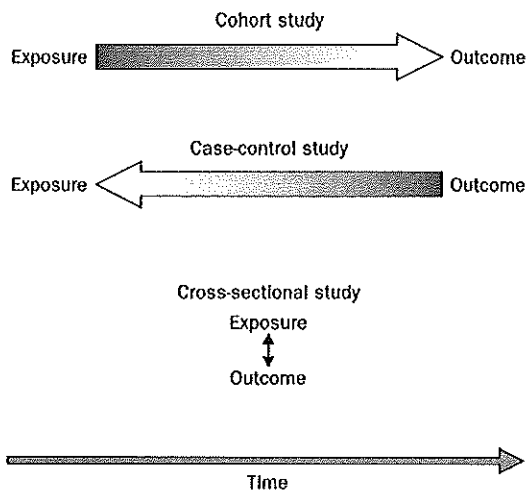 Cohort study
Exposure Outcome
Case-control study
Exposure Outcome
Cross-sectional study
Exposure
Outcome
Time